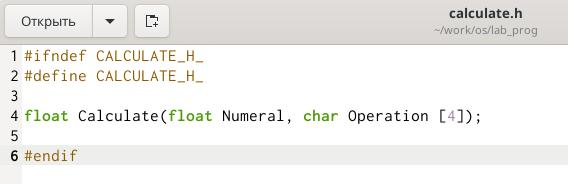 Открыть
calculate.h
~/work/os/lab_prog
1 #ifndef CALCULATE_H_
2 #define CALCULATE_H_
3
4 float Calculate(float Numeral, char Operation [4]);
5
6 #endif